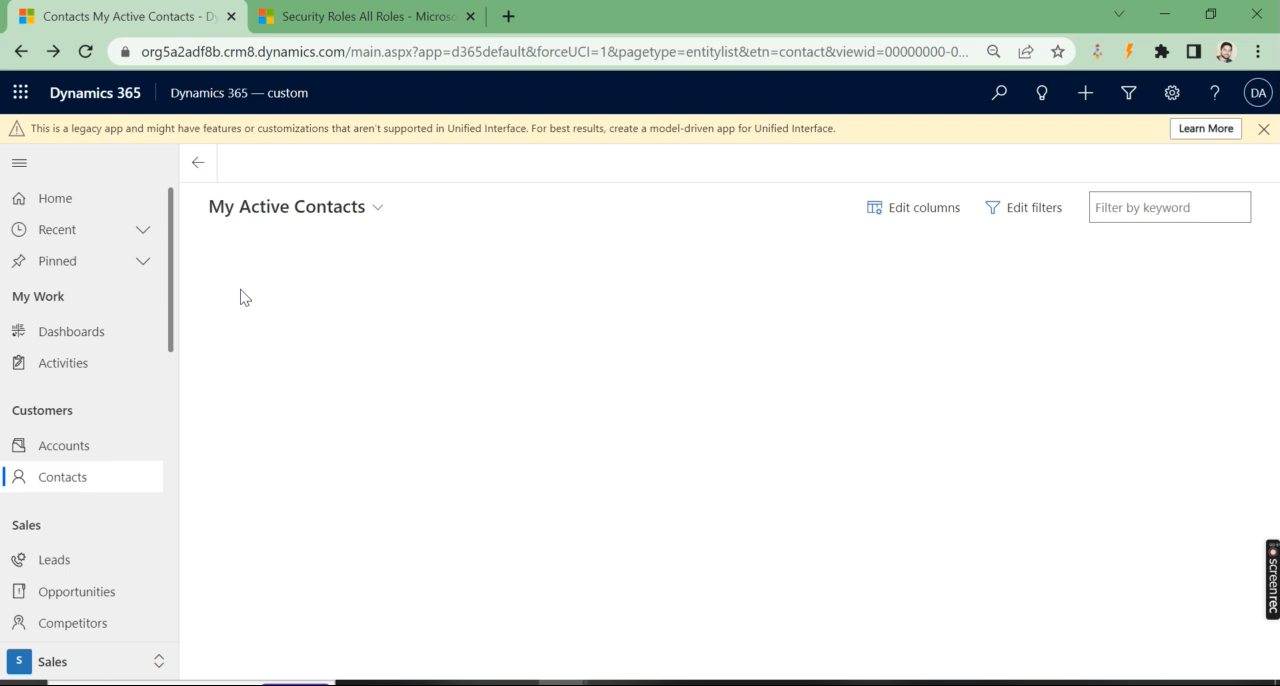 Contacts My Active Contacts - Dy
Security Roles All Roles - Microso
org5a2adf8b.crm8.dynamics.com/main.aspx?app=d365default&forceUCI=1&pagetype=entitylist&etn=contact&viewid=00000000-0...
Dynamics 365
Dynamics 365 — custom
DA
This is a legacy app and might have features or customizations that aren't supported in Unified Interface. For best results, create a model-driven app for Unified Interface.
Learn More
Home
Recent
Pinned
My Work
Dashboards
Activities
Customers
Accounts
Contacts
Sales
Leads
Opportunities
Competitors
S
Sales
My Active Contacts
Edit columns
Edit filters
Filter by keyword
screenrec